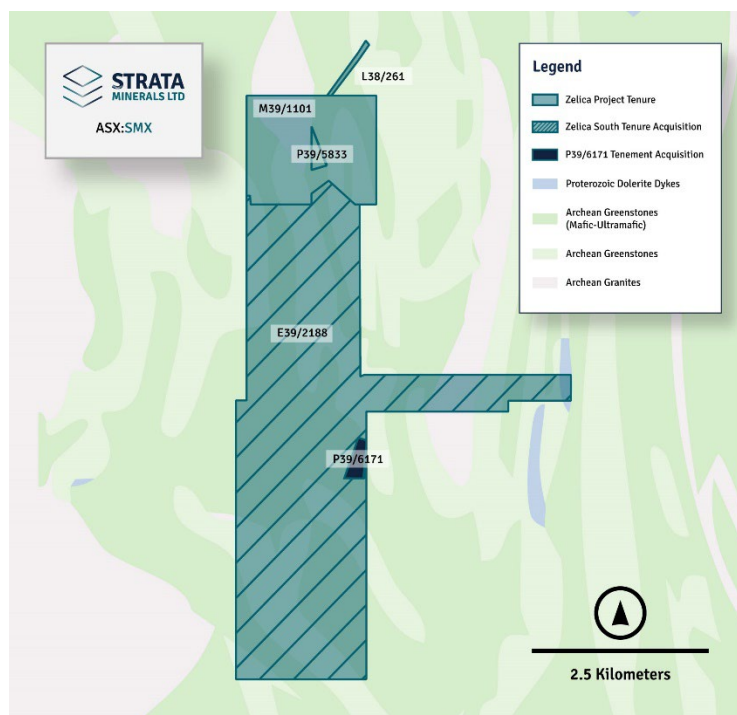 STRATA
MINERALS LTD
ASX:SMX
L38/261
M39/1101
P39/5833
E39/2188
P39/6171
Legend
Zelica Project Tenure
Zelica South Tenure Acquisition
P39/6171 Tenement Acquisition
Proterozoic Dolerite Dykes
Archean Greenstones
(Mafic-Ultramafic)
Archean Greenstones
Archean Granites
2.5 Kilometers